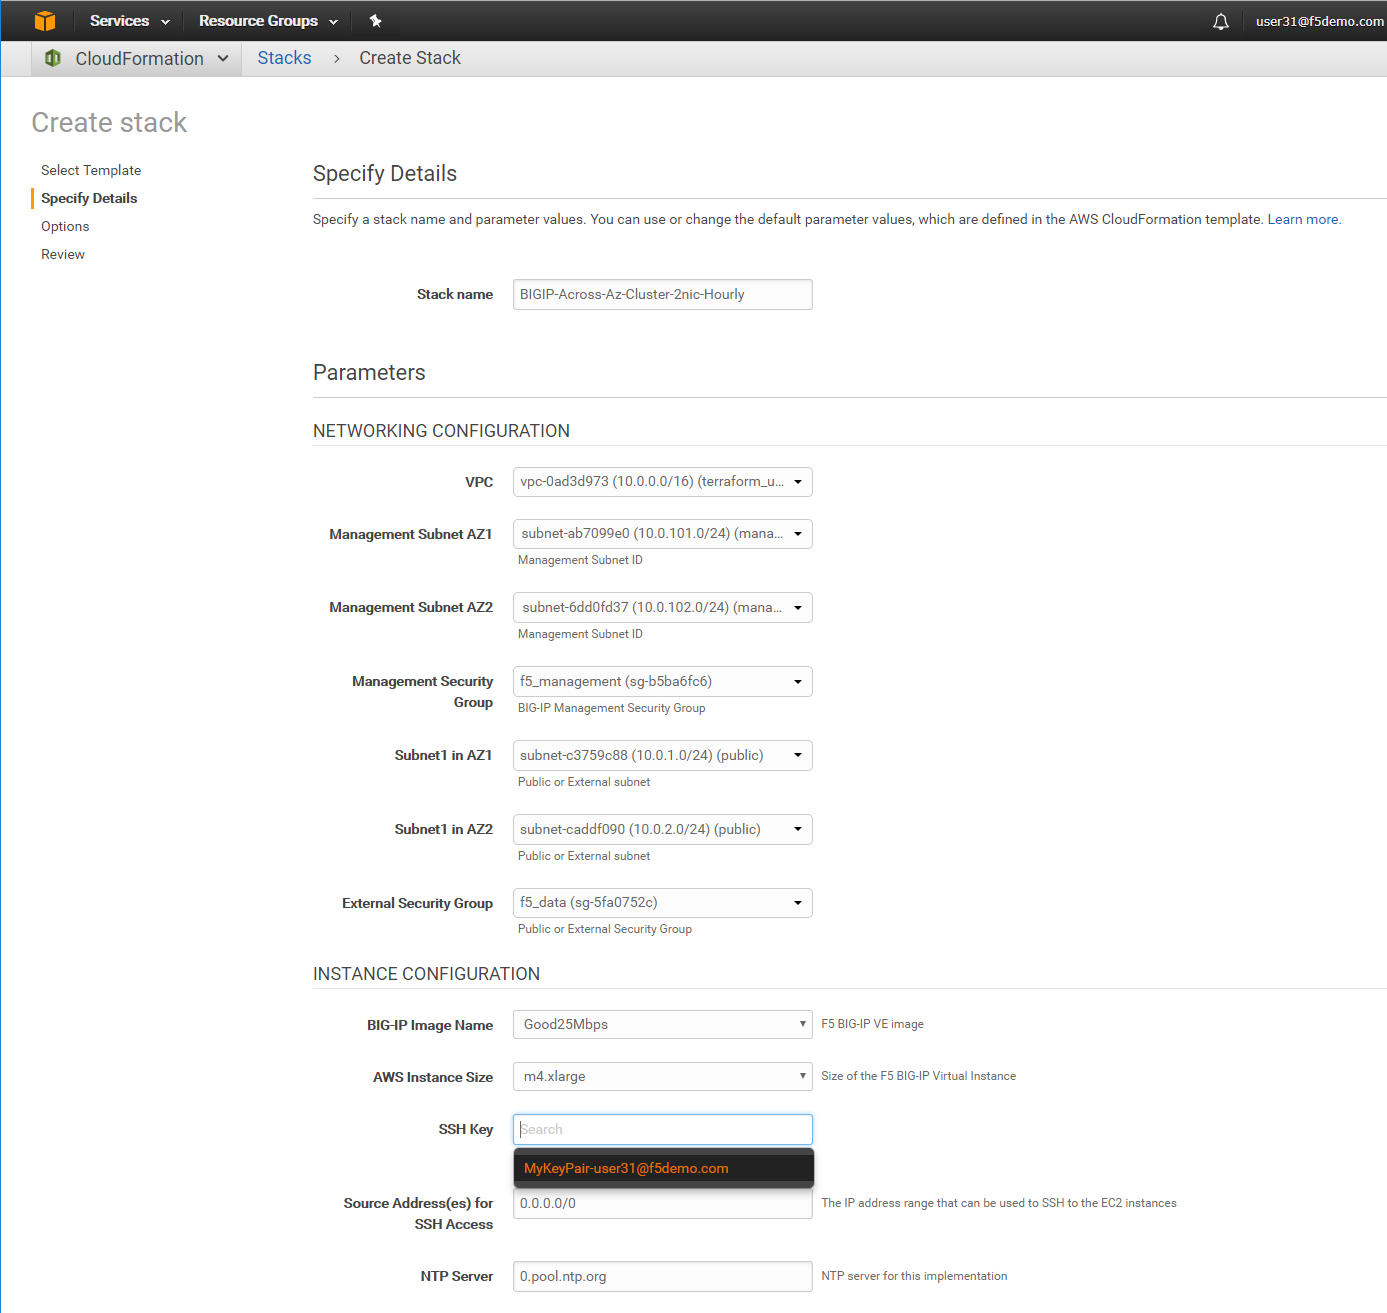 Services Resource Groups user31@f5demo.com
CloudFormation Stacks > Create Stack
Create stack
Select Template
Specify Details
Options
Review
Specify Details
Specify a stack name and parameter values. You can use or change the default parameter values, which are defined in the AWS CloudFormation template. Learn more.
Stack name BIGIP-Across-Az-Cluster-2nic-Hourly
Parameters
NETWORKING CONFIGURATION
VPC vpc-0ad3d973 (10.0.0.0/16) (terraform_u...
Management Subnet AZ1 subnet-ab7099e0 (10.0.101.0/24) (mana...
Management Subnet ID
Management Subnet AZ2 subnet-6dd0fd37 (10.0.102.0/24) (mana...
Management Subnet ID
Management Security Group f5_management (sg-b5ba6fc6)
BIG-IP Management Security Group
Subnet1 in AZ1 subnet-c3759c88 (10.0.1.0/24) (public)
Public or External subnet
Subnet1 in AZ2 subnet-caddf090 (10.0.2.0/24) (public)
Public or External subnet
External Security Group f5_data (sg-5fa0752c)
Public or External Security Group
INSTANCE CONFIGURATION
BIG-IP Image Name Good25Mbps F5 BIG-IP VE image
AWS Instance Size m4.xlarge Size of the F5 BIG-IP Virtual Instance
SSH Key Search
MyKeyPair-user31@f5demo.com
Source Address(es) for SSH Access 0.0.0.0/0 The IP address range that can be used to SSH to the EC2 instances
NTP Server 0.pool.ntp.org NTP server for this implementation